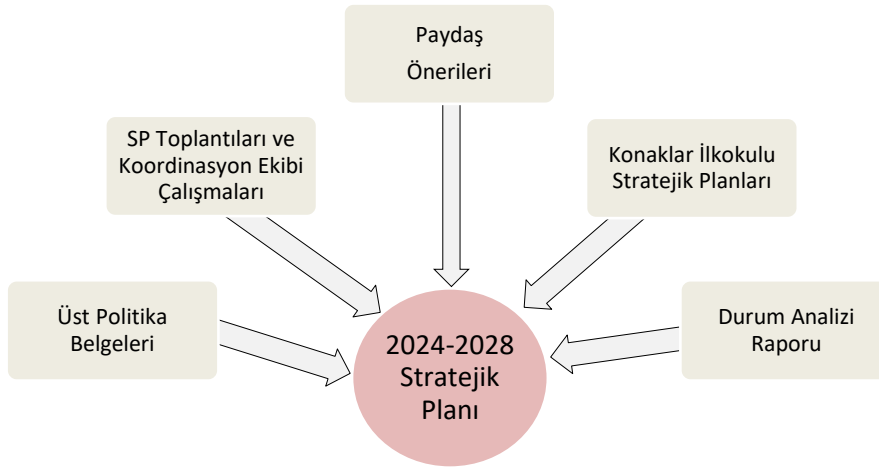 Paydaş
Önerileri
SP Toplantıları ve
Koordinasyon Ekibi
Çalışmaları
Konaklar İlkokulu
Stratejik Planları
Üst Politika
Belgeleri
Durum Analizi
Raporu
2024-2028
Stratejik
Planı